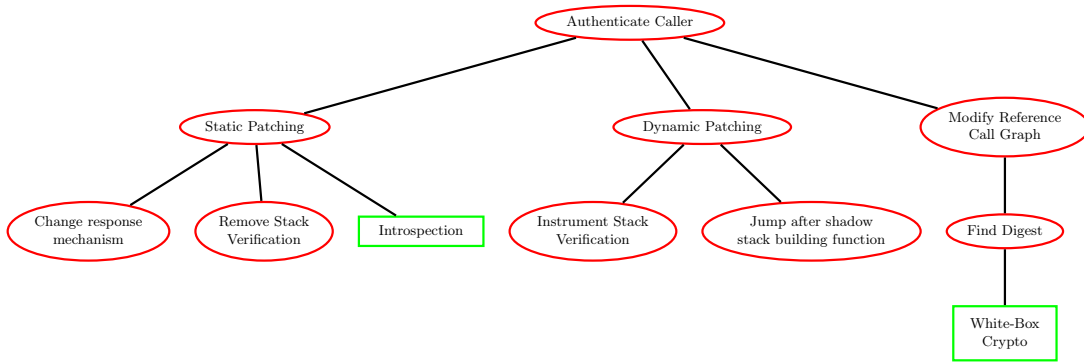 Authenticate Caller
Static Patching
Dynamic Patching
Modify Reference
Call Graph
Change response
mechanism
Remove Stack
Verification
Introspection
Instrument Stack
Verification
Jump after shadow
stack building function
Find Digest
White-Box
Crypto